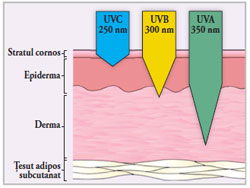 UVC
250 nm
UVB
300 nm
UVA
350 nm
Stratul cornos
Epiderma
Derma
Țesut adipos
subcutanat